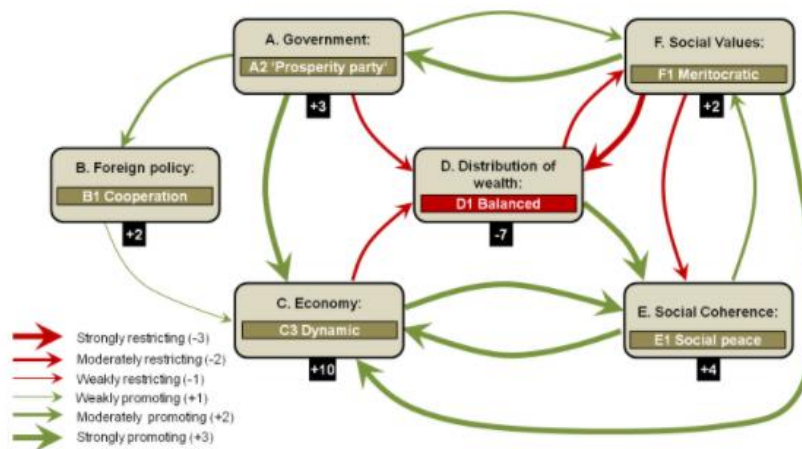 A. Government:
A2 'Prosperity party'
+3
F. Social Values:
F1 Meritocratic
+2
B. Foreign policy:
B1 Cooperation
+2
D. Distribution of
wealth:
D1 Balanced
-7
C. Economy:
C3 Dynamic
+10
E. Social Coherence:
E1 Social peace
+4
Strongly restricting (-3)
Moderately restricting (-2)
Weakly restricting (-1)
Weakly promoting (+1)
Moderately promoting (+2)
Strongly promoting (+3)